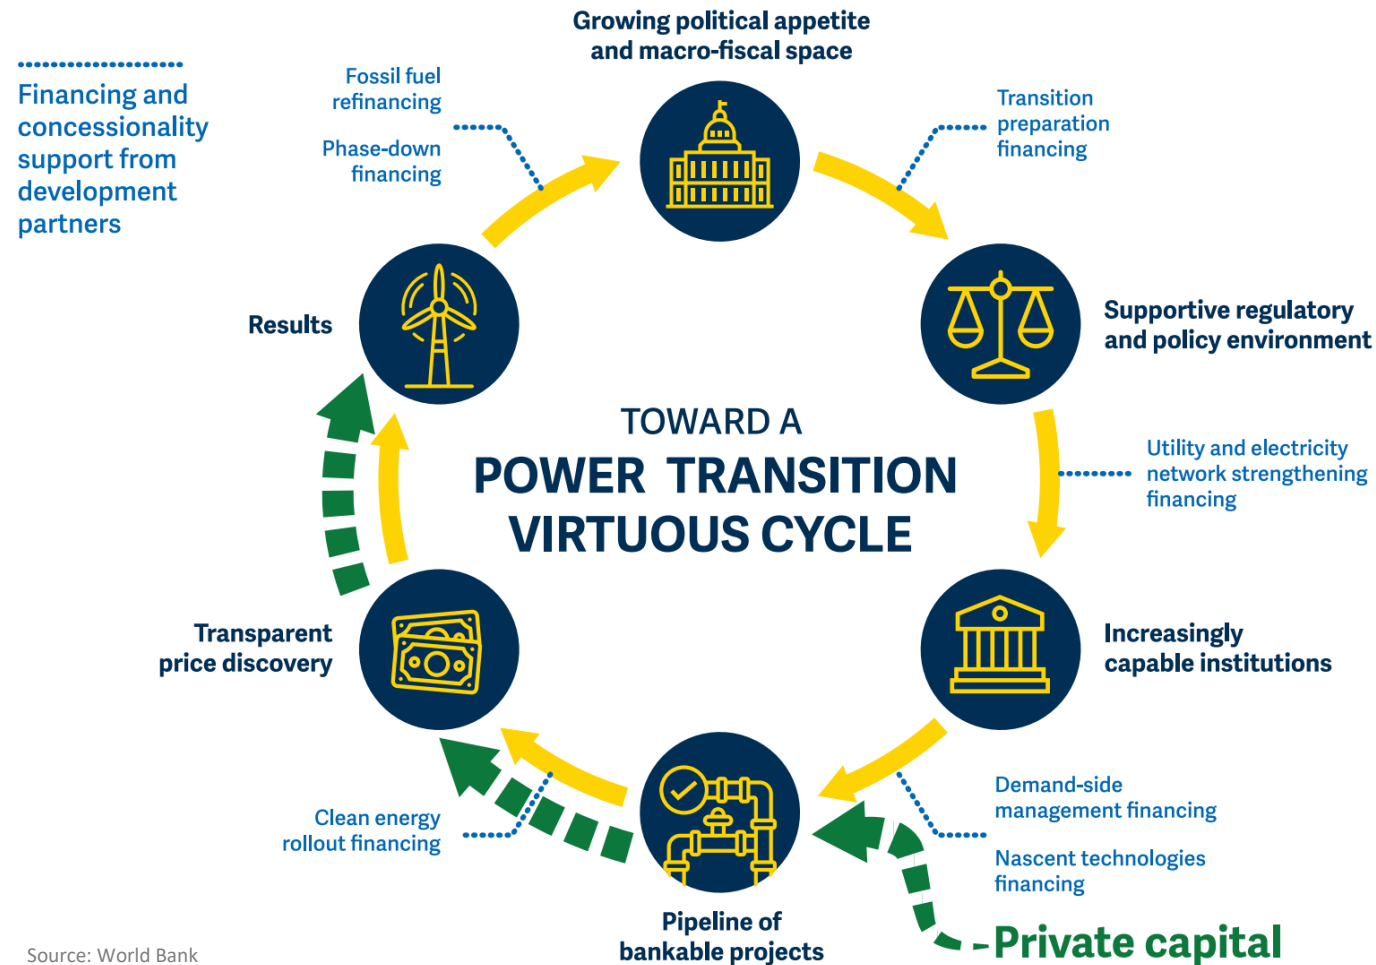 Growing political appetite
and macro-fiscal space
Financing and
concessionality
support from
development
partners
Fossil fuel
refinancing
Phase-down
financing
Transition
preparation
financing
Results
Supportive regulatory
and policy environment
TOWARD A
POWER TRANSITION
VIRTUOUS CYCLE
Utility and electricity
network strengthening
financing
Transparent
price discovery
Increasingly
capable institutions
Clean energy
rollout financing
Demand-side
management financing
Nascent technologies
financing
Pipeline of
bankable projects
Private capital
Source: World Bank